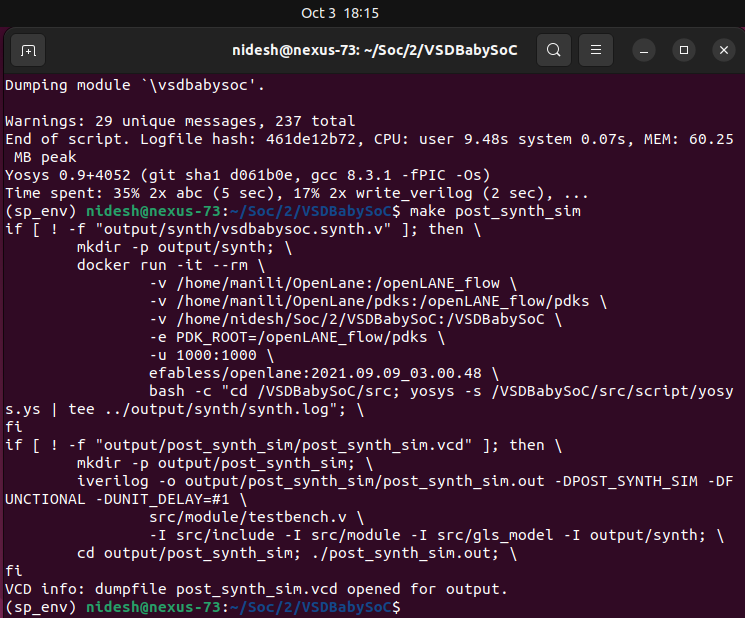 Oct 3 18:15
nidesh@nexus-73: ~/Soc/2/VSDBabySoC
Dumping module `\vsdbabysoc'.
Warnings: 29 unique messages, 237 total
End of script. Logfile hash: 461de12b72, CPU: user 9.48s system 0.07s, MEM: 60.25
 MB peak
Yosys 0.9+4052 (git sha1 d061b0e, gcc 8.3.1 -fPIC -Os)
Time spent: 35% 2x abc (5 sec), 17% 2x write_verilog (2 sec), ...
(sp_env) nidesh@nexus-73:~/Soc/2/VSDBabySoC$ make post_synth_sim
if [ ! -f "output/synth/vsdbabysoc.synth.v" ]; then \
        mkdir -p output/synth; \
        docker run -it --rm \
                -v /home/manili/OpenLane:/openLANE_flow \
                -v /home/manili/OpenLane/pdks:/openLANE_flow/pdks \
                -v /home/nidesh/Soc/2/VSDBabySoC:/VSDBabySoC \
                -e PDK_ROOT=/openLANE_flow/pdks \
                -u 1000:1000 \
                efabless/openlane:2021.09.09_03.00.48 \
                bash -c "cd /VSDBabySoC/src; yosys -s /VSDBabySoC/src/script/yosy
s.ys | tee ../output/synth/synth.log"; \
fi
if [ ! -f "output/post_synth_sim/post_synth_sim.vcd" ]; then \
        mkdir -p output/post_synth_sim; \
        iverilog -o output/post_synth_sim/post_synth_sim.out -DPOST_SYNTH_SIM -DF
UNCTIONAL -DUNIT_DELAY=#1 \
                src/module/testbench.v \
                -I src/include -I src/module -I src/gls_model -I output/synth; \
        cd output/post_synth_sim; ./post_synth_sim.out; \
fi
VCD info: dumpfile post_synth_sim.vcd opened for output.
(sp_env) nidesh@nexus-73:~/Soc/2/VSDBabySoC$